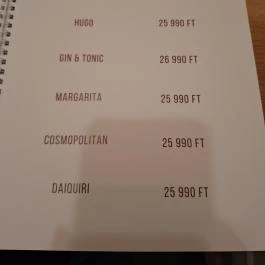 HUGO 25 990 FT
GIN & TONIC 26 990 FT
MARGARITA 25 990 FT
COSMOPOLITAN 25 990 FT
DAIQUIRI 25 990 FT